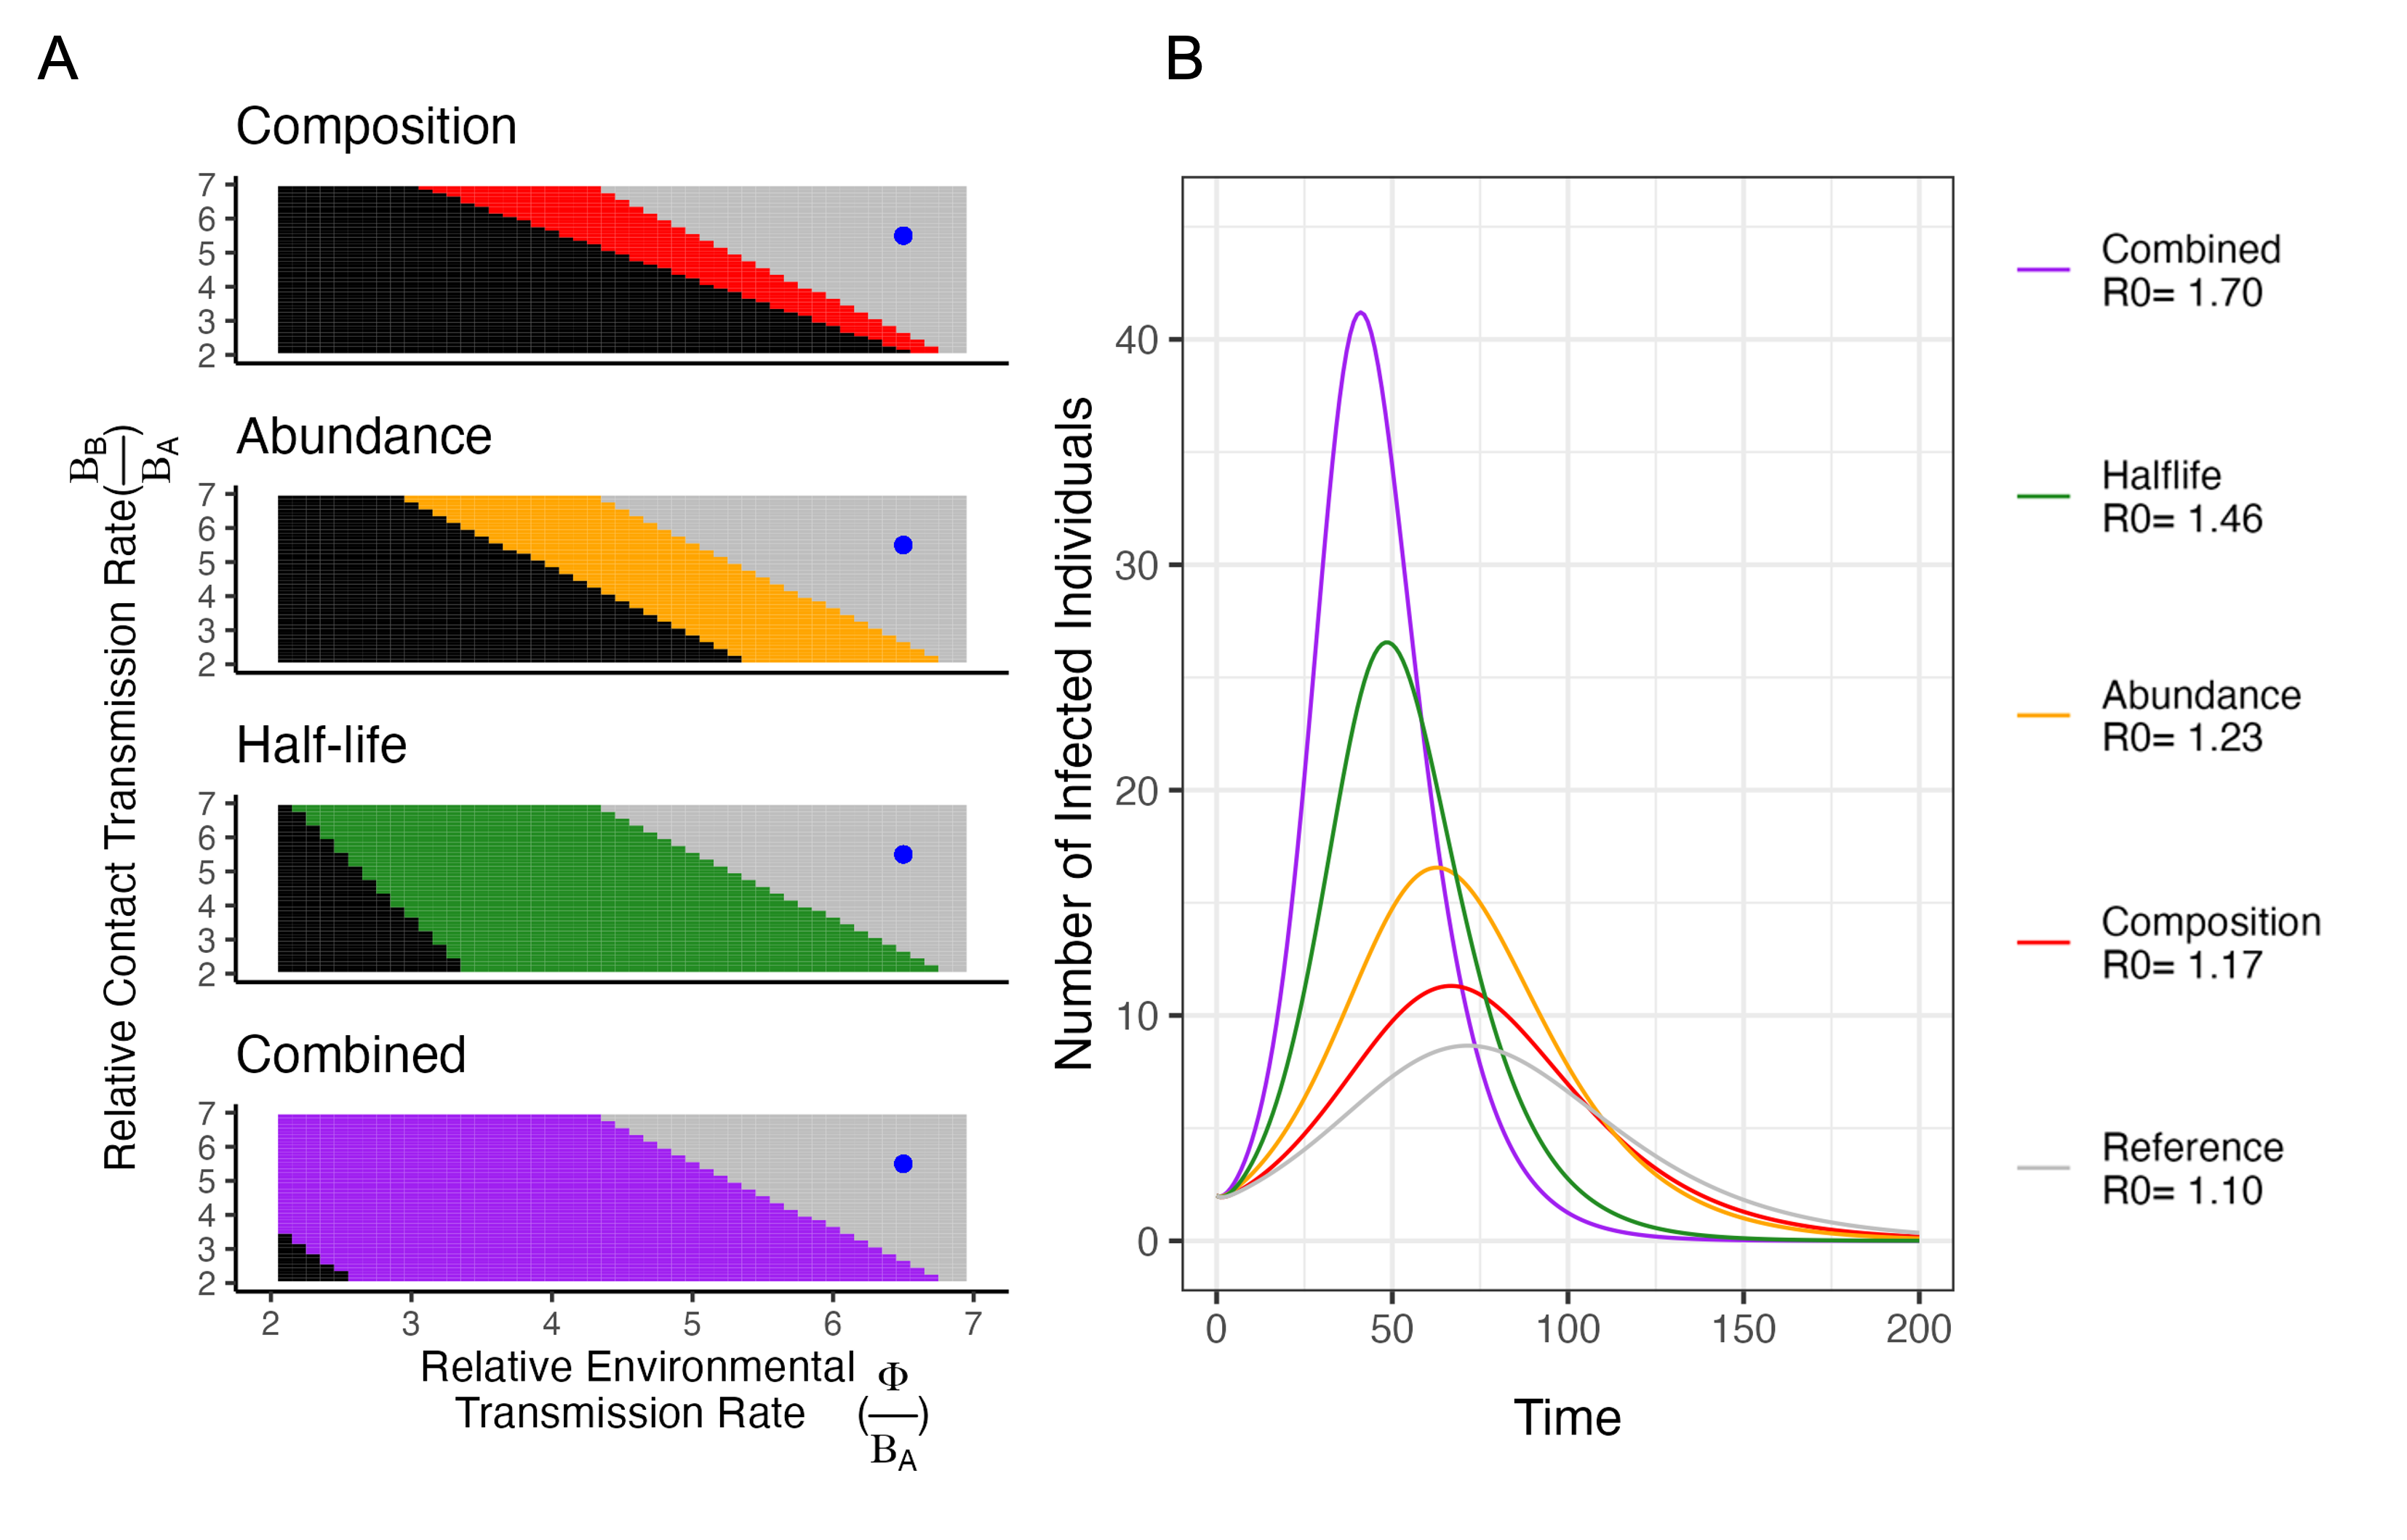 A
B
Composition
7
6
5
4
3
2
Abundance
7
6
5
4
3
2
Half-life
7
6
5
4
3
2
Combined
7
6
5
4
3
2
2 3 4 5 6 7
Relative Contact Transmission Rate(B_B/B_A)
Relative Environmental
Transmission Rate (Φ/B_A)
Number of Infected Individuals
40
30
20
10
0
0 50 100 150 200
Time
Combined
R0= 1.70
Halflife
R0= 1.46
Abundance
R0= 1.23
Composition
R0= 1.17
Reference
R0= 1.10